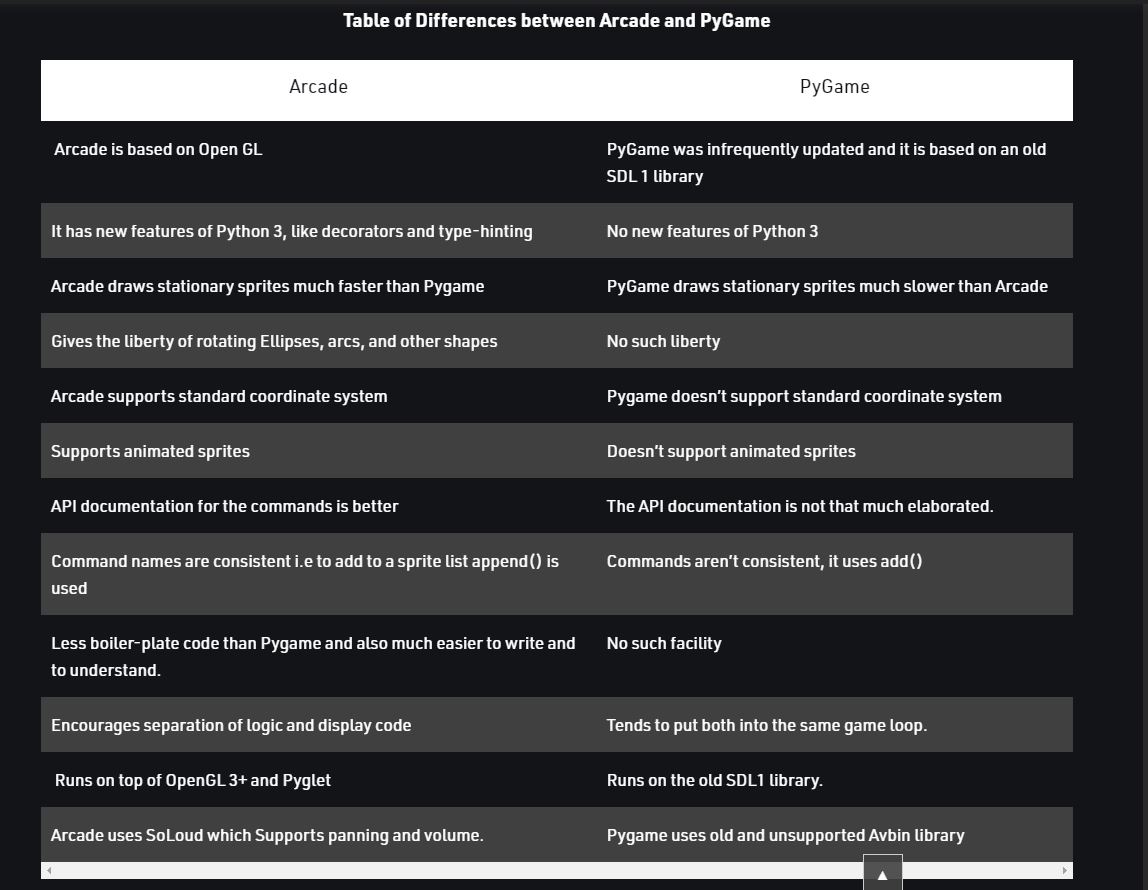 Table of Differences between Arcade and PyGame
Arcade PyGame
Arcade is based on Open GL PyGame was infrequently updated and it is based on an old
SDL 1 library
It has new features of Python 3, like decorators and type-hinting No new features of Python 3
Arcade draws stationary sprites much faster than Pygame PyGame draws stationary sprites much slower than Arcade
Gives the liberty of rotating Ellipses, arcs, and other shapes No such liberty
Arcade supports standard coordinate system Pygame doesn't support standard coordinate system
Supports animated sprites Doesn't support animated sprites
API documentation for the commands is better The API documentation is not that much elaborated.
Command names are consistent i.e to add to a sprite list append() is Commands aren't consistent, it uses add()
used
Less boiler-plate code than Pygame and also much easier to write and No such facility
to understand.
Encourages separation of logic and display code Tends to put both into the same game loop.
Runs on top of OpenGL 3+ and Pyglet Runs on the old SDL1 library.
Arcade uses SoLoud which Supports panning and volume. Pygame uses old and unsupported Avbin library